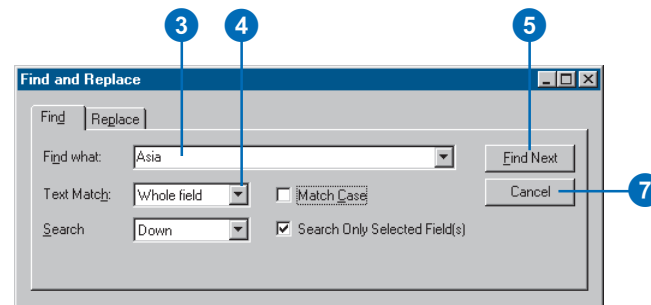 3 4 5
Find and Replace
Find Replace
Find what: Asia Find Next
Text Match: Whole field Match Case Cancel 7
Search Down Search Only Selected Field(s)